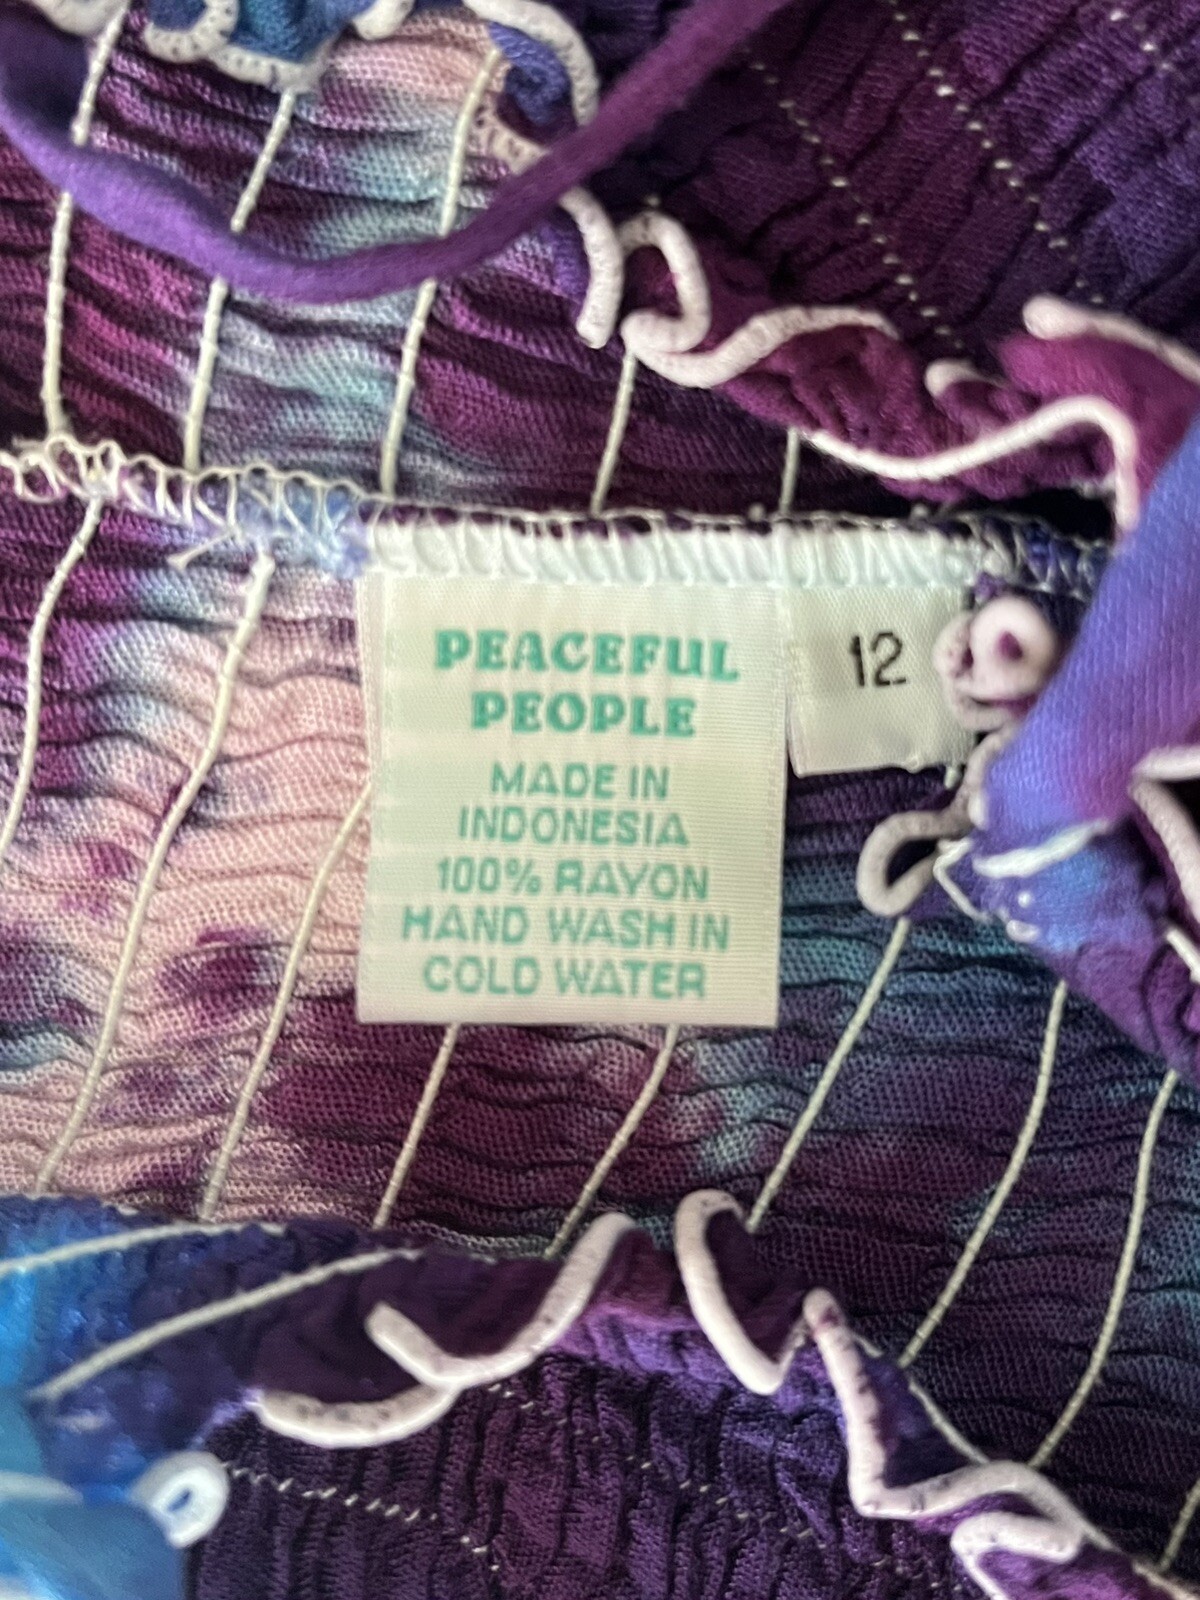 PEACEFUL
PEOPLE
MADE IN
INDONESIA
100% RAYON
HAND WASH IN
COLD WATER
12